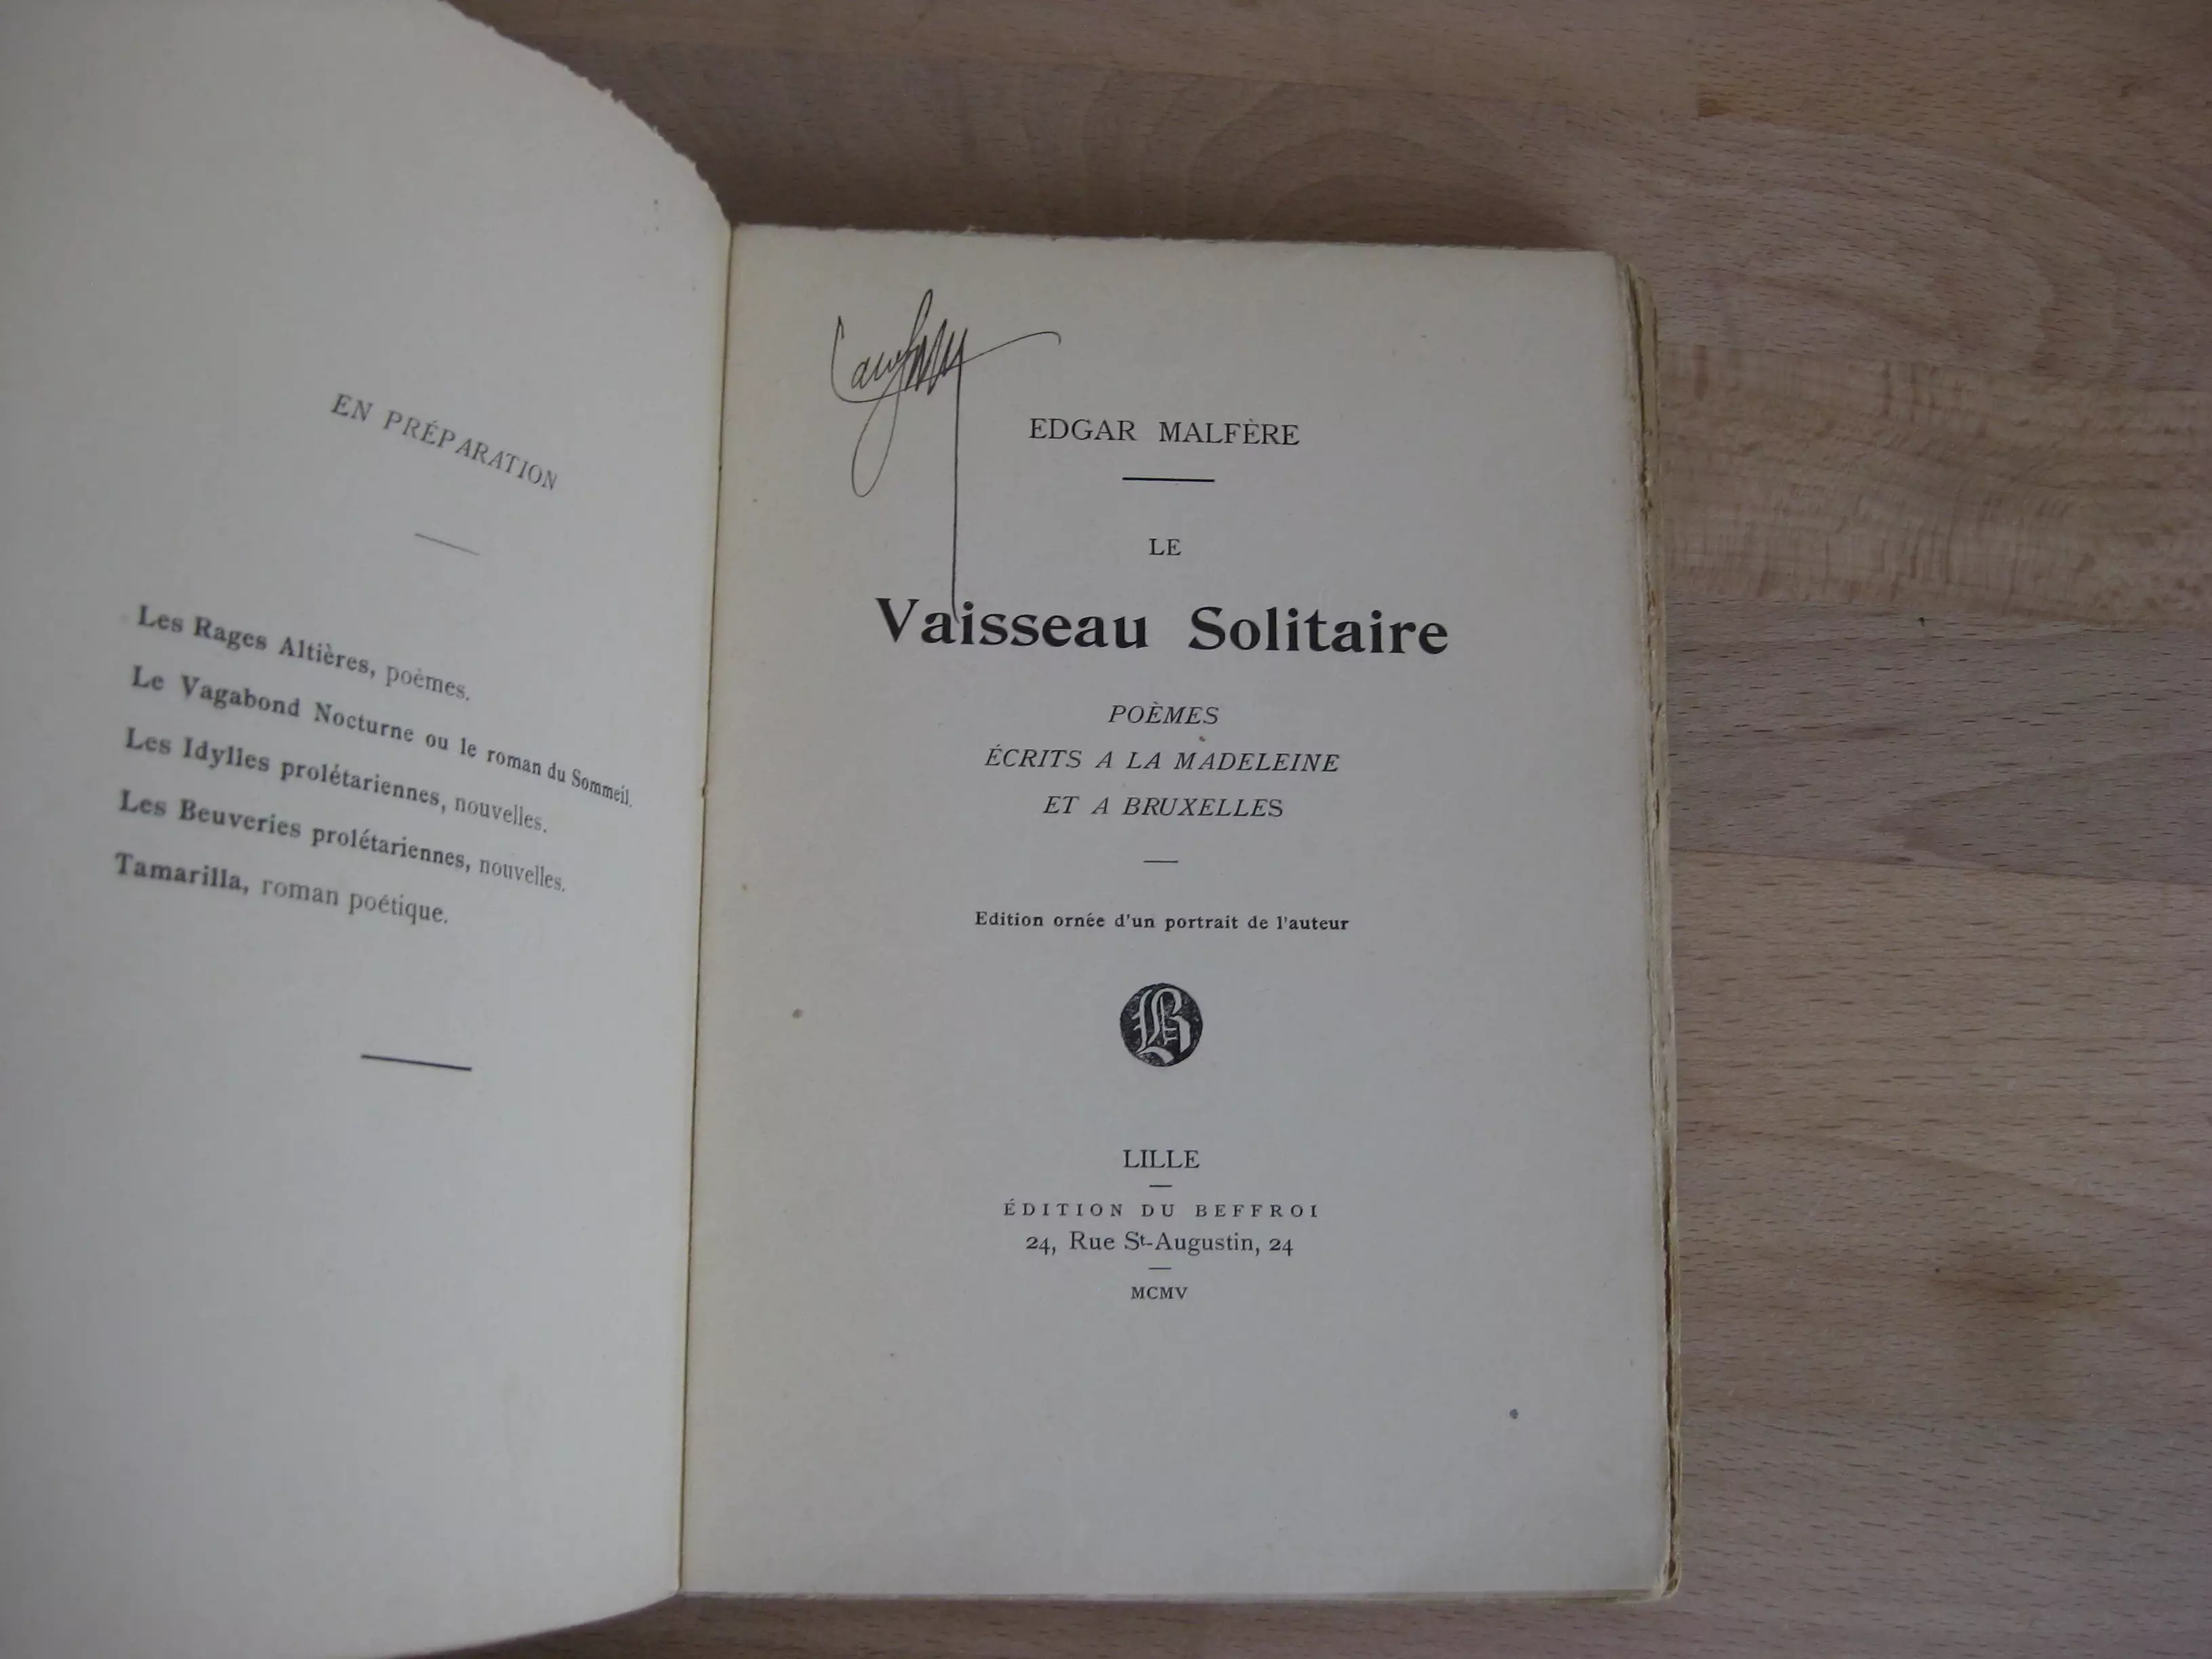 EN PRÉPARATION
Les Rages Altières, poèmes.
Le Vagabond Nocturne ou le roman du Sommeil.
Les Idylles prolétariennes, nouvelles.
Les Beuveries prolétariennes, nouvelles.
Tamarilla, roman poétique.
EDGAR MALFÈRE
LE
Vaisseau Solitaire
POÈMES
ÉCRITS A LA MADELEINE
ET A BRUXELLES
Edition ornée d'un portrait de l'auteur
B
LILLE
ÉDITION DU BEFFROI
24, Rue St-Augustin, 24
MCMV